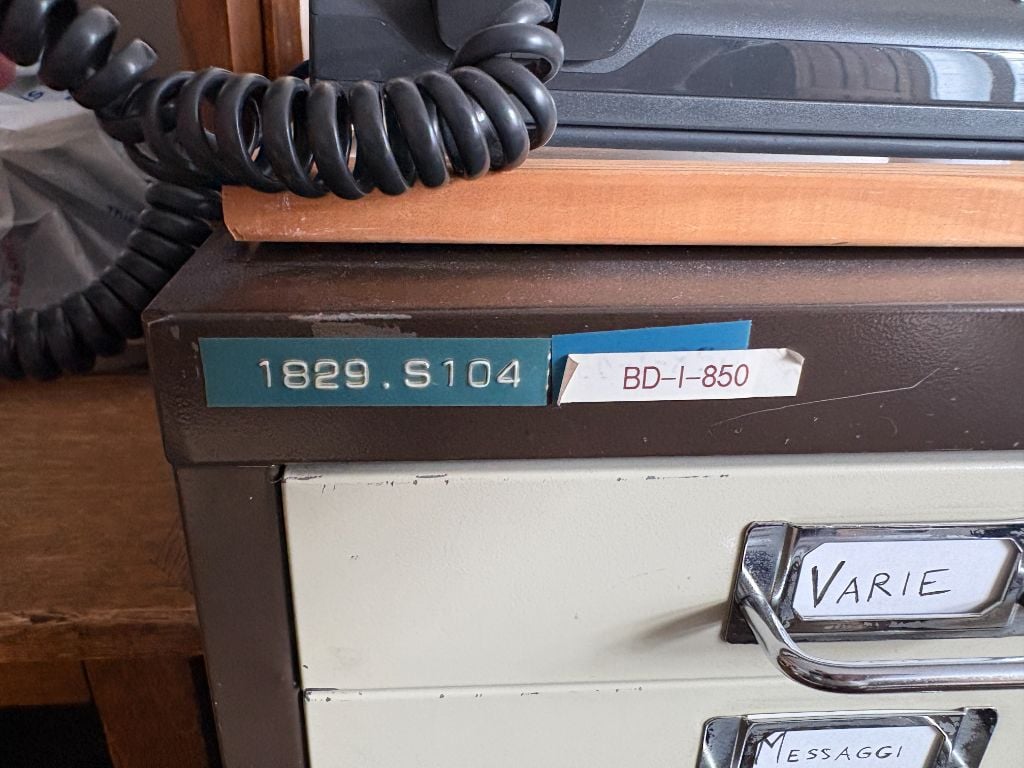 1829.S104
BD-I-850
VARIE
MESSAGGI